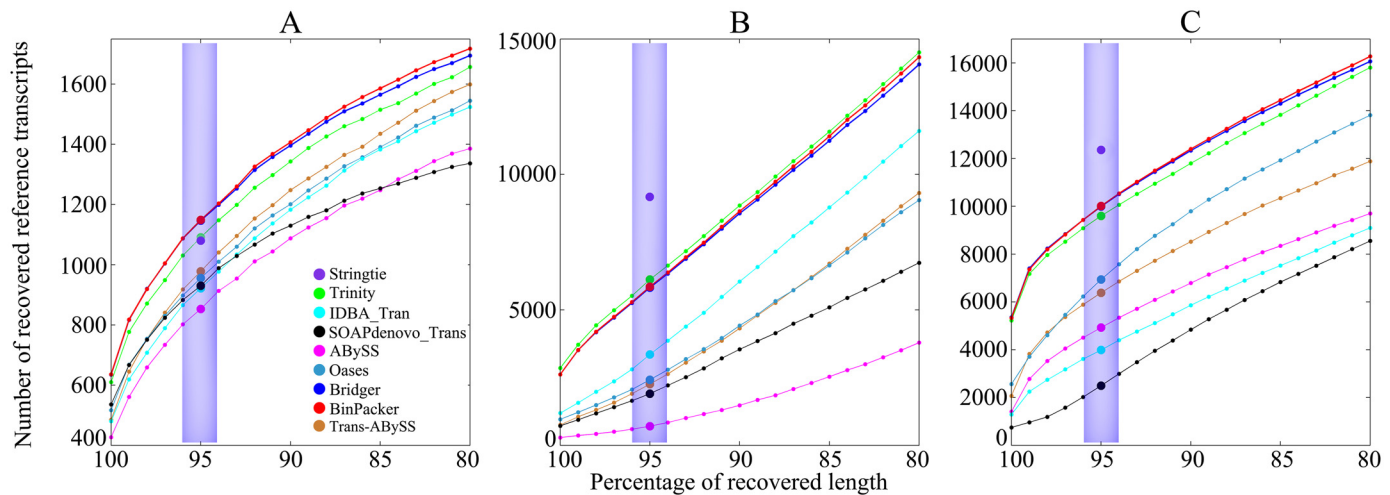 A
B
C
Number of recovered reference transcripts
1600
1400
1200
1000
800
600
400
100
95
90
85
80
Stringtie
Trinity
IDBA_Tran
SOAPdenovo_Trans
ABySS
Oases
Bridger
BinPacker
Trans-ABySS
15000
10000
5000
0
100
95
90
85
80
16000
14000
12000
10000
8000
6000
4000
2000
0
100
95
90
85
80
Percentage of recovered length